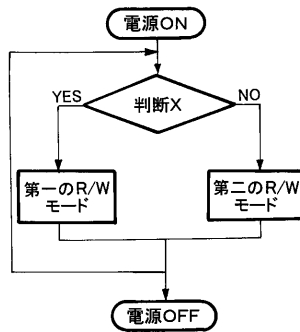 電源ON
判断X
YES
NO
第一のR/W
モード
第二のR/W
モード
電源OFF